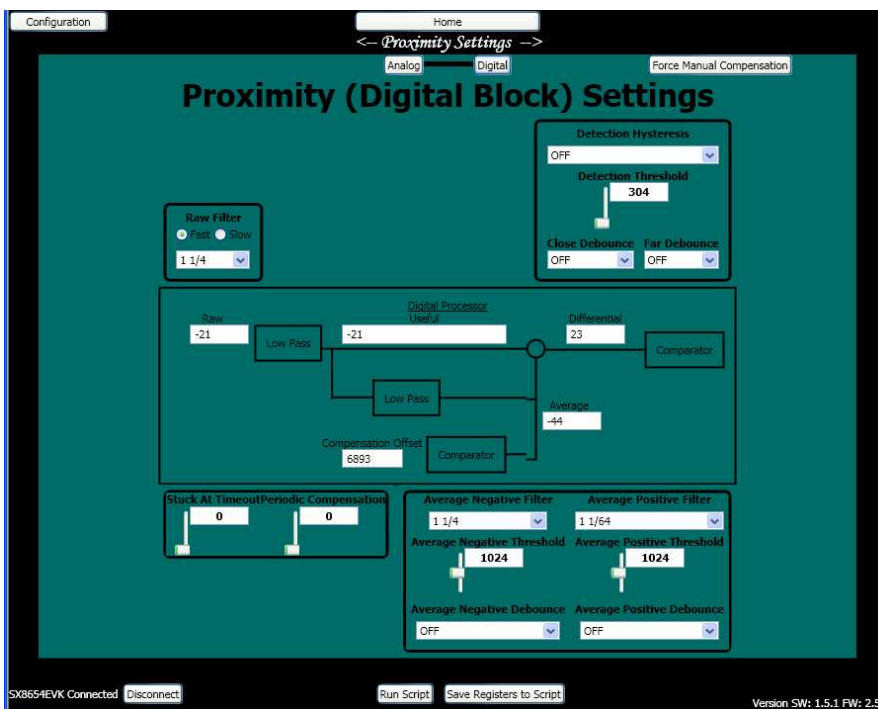 Configuration
Home
<-- Proximity Settings -->
Analog
Digital
Force Manual Compensation
Proximity (Digital Block) Settings
Detection Hysteresis
OFF
Detection Threshold
304
Close Debounce Far Debounce
OFF
OFF
Raw Filter
Fast Slow
1 1/4
Digital Processor
Raw
-21
Low Pass
Useful
-21
Differential
23
Comparator
Low Pass
Average
-44
Compensation Offset
6893
Comparator
Stuck At Timeout Periodic Compensation
0
0
Average Negative Filter
Average Positive Filter
1 1/4
1 1/64
Average Negative Threshold
Average Positive Threshold
1024
1024
Average Negative Debounce
Average Positive Debounce
OFF
OFF
SX8654EVK Connected
Disconnect
Run Script
Save Registers to Script
Version SW: 1.5.1 FW: 2.5